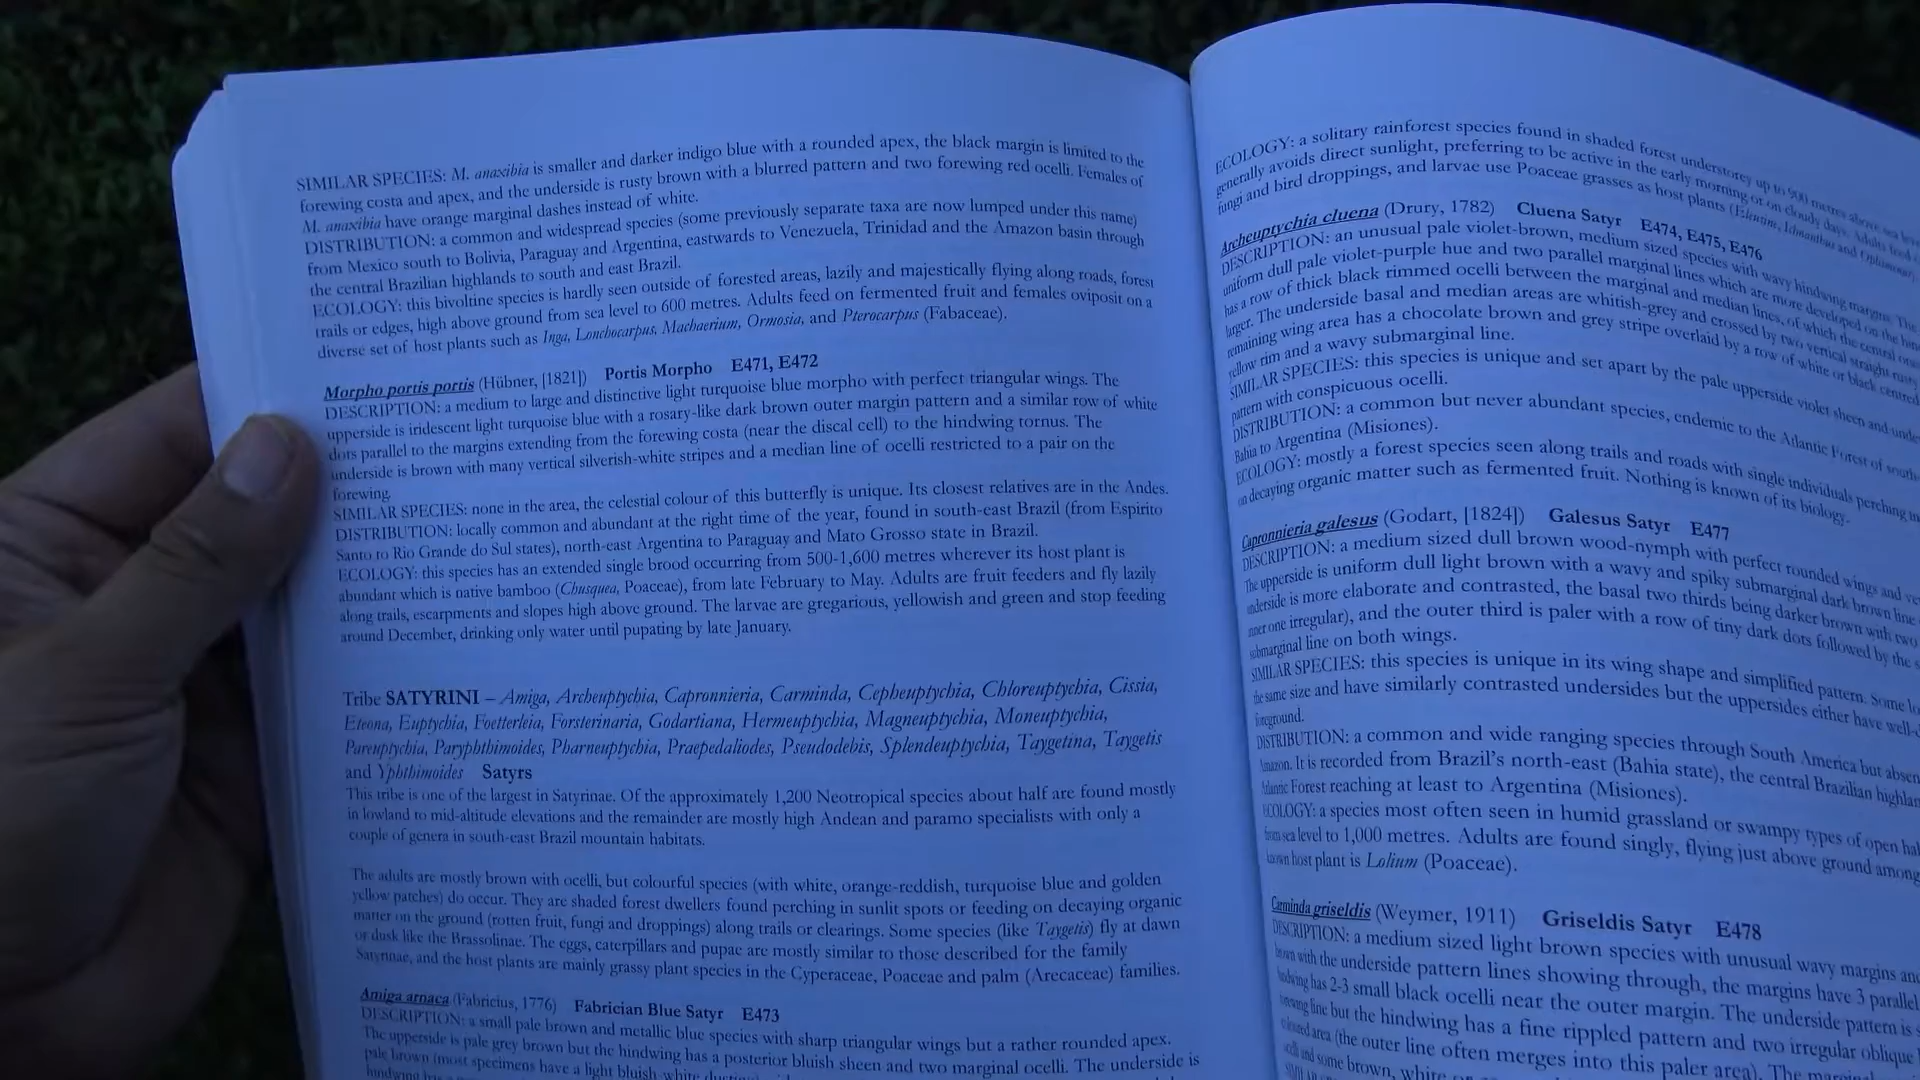 SIMILAR SPECIES: M. anaxibia is smaller and darker indigo blue with a rounded apex, the black margin is limited to the
forewing costa and apex, and the underside is rusty brown with a blurred pattern and two forewing red ocelli. Females of
M. anaxibia have orange marginal dashes instead of white.
DISTRIBUTION: a common and widespread species (some previously separate taxa are now lumped under this name)
from Mexico south to Bolivia, Paraguay and Argentina, eastwards to Venezuela, Trinidad and the Amazon basin through
the central Brazilian highlands to south and east Brazil.
ECOLOGY: this bivoltine species is hardly seen outside of forested areas, lazily and majestically flying along roads, forest
trails or edges, high above ground from sea level to 600 metres. Adults feed on fermented fruit and females oviposit on a
diverse set of host plants such as Inga, Lonchocarpus, Machaerium, Ormosia, and Pterocarpus (Fabaceae).
Morpho portis portis (Hübner, [1821]) Portis Morpho E471, E472
DESCRIPTION: a medium to large and distinctive light turquoise blue morpho with perfect triangular wings. The
upperside is iridescent light turquoise blue with a rosary-like dark brown outer margin pattern and a similar row of white
dots parallel to the margins extending from the forewing costa (near the discal cell) to the hindwing tornus. The
underside is brown with many vertical silverish-white stripes and a median line of ocelli restricted to a pair on the
forewing.
SIMILAR SPECIES: none in the area, the celestial colour of this butterfly is unique. Its closest relatives are in the Andes.
DISTRIBUTION: locally common and abundant at the right time of the year, found in south-east Brazil (from Espirito
Santo to Rio Grande do Sul states), north-east Argentina to Paraguay and Mato Grosso state in Brazil.
ECOLOGY: this species has an extended single brood occurring from 500-1,600 metres wherever its host plant is
abundant which is native bamboo (Chusquea, Poaceae), from late February to May. Adults are fruit feeders and fly lazily
along trails, escarpments and slopes high above ground. The larvae are gregarious, yellowish and green and stop feeding
around December, drinking only water until pupating by late January.
Tribe SATYRINI – Amiga, Archeuptychia, Capronnieria, Carminda, Cepheuptychia, Chloreuptychia, Cissia,
Eteona, Euptychia, Foetterleia, Forsterinaria, Godartiana, Hermeuptychia, Magneuptychia, Moneuptychia,
Pareuptychia, Paryphthimoides, Pharneuptychia, Praepedaliodes, Pseudodebis, Splendeuptychia, Taygetina, Taygetis
and Yphthimoides Satyrs
This tribe is one of the largest in Satyrinae. Of the approximately 1,200 Neotropical species about half are found mostly
in lowland to mid-altitude elevations and the remainder are mostly high Andean and paramo specialists with only a
couple of genera in south-east Brazil mountain habitats.
The adults are mostly brown with ocelli, but colourful species (with white, orange-reddish, turquoise blue and golden
yellow patches) do occur. They are shaded forest dwellers found perching in sunlit spots or feeding on decaying organic
matter on the ground (rotten fruit, fungi and droppings) along trails or clearings. Some species (like Taygetis) fly at dawn
or dusk like the Brassolinae. The eggs, caterpillars and pupae are mostly similar to those described for the family
Satyrinae, and the host plants are mainly grassy plant species in the Cyperaceae, Poaceae and palm (Arecaceae) families.
Amiga arnaca (Fabricius, 1776) Fabrician Blue Satyr E473
DESCRIPTION: a small pale brown and metallic blue species with sharp triangular wings but a rather rounded apex.
The upperside is pale grey brown but the hindwing has a posterior bluish sheen and two marginal ocelli. The underside is
pale brown (most specimens have a light bluish white
ECOLOGY: a solitary rainforest species found in shaded forest understorey up to 900 metres above sea
generally avoids direct sunlight, preferring to be active in the early morning or on cloudy days. Adults feed
fungi and bird droppings, and larvae use Poaceae grasses as host plants
Archeuptychia cluena (Drury, 1782) Cluena Satyr E474, E475, E476
DESCRIPTION: an unusual pale violet-brown, medium sized species with wavy hindwing margins. The
uniform dull pale violet-purple hue and two parallel marginal lines which are more developed on the
has a row of thick black rimmed ocelli between the marginal and median lines, of which the central
larger. The underside basal and median areas are whitish-grey and crossed by two vertical straight
remaining wing area has a chocolate brown and grey stripe overlaid by a row of white or black centred
yellow rim and a wavy submarginal line.
SIMILAR SPECIES: this species is unique and set apart by the pale upperside violet sheen and
pattern with conspicuous ocelli.
DISTRIBUTION: a common but never abundant species, endemic to the Atlantic Forest of
Bahia to Argentina (Misiones).
ECOLOGY: mostly a forest species seen along trails and roads with single individuals perching
on decaying organic matter such as fermented fruit. Nothing is known of its biology.
Capronnieria galesus (Godart, [1824]) Galesus Satyr E477
DESCRIPTION: a medium sized dull brown wood-nymph with perfect rounded wings and
The upperside is uniform dull light brown with a wavy and spiky submarginal dark brown line
underside is more elaborate and contrasted, the basal two thirds being darker brown with two
inner one irregular), and the outer third is paler with a row of tiny dark dots followed by the
submarginal line on both wings.
SIMILAR SPECIES: this species is unique in its wing shape and simplified pattern. Some
the same size and have similarly contrasted undersides but the uppersides either have
foreground.
DISTRIBUTION: a common and wide ranging species through South America but
Amazon. It is recorded from Brazil's north-east (Bahia state), the central Brazilian
Atlantic Forest reaching at least to Argentina (Misiones).
ECOLOGY: a species most often seen in humid grassland or swampy types of open
from sea level to 1,000 metres. Adults are found singly, flying just above ground among
known host plant is Lolium (Poaceae).
Carminda griseldis (Weymer, 1911) Griseldis Satyr E478
DESCRIPTION: a medium sized light brown species with unusual wavy margins
brown with the underside pattern lines showing through, the margins have 3 parallel
hindwing has 2-3 small black ocelli near the outer margin. The underside pattern is
line but the hindwing has a fine rippled pattern and two irregular oblique
area (the outer line often merges into this paler area). The
and some brown, white